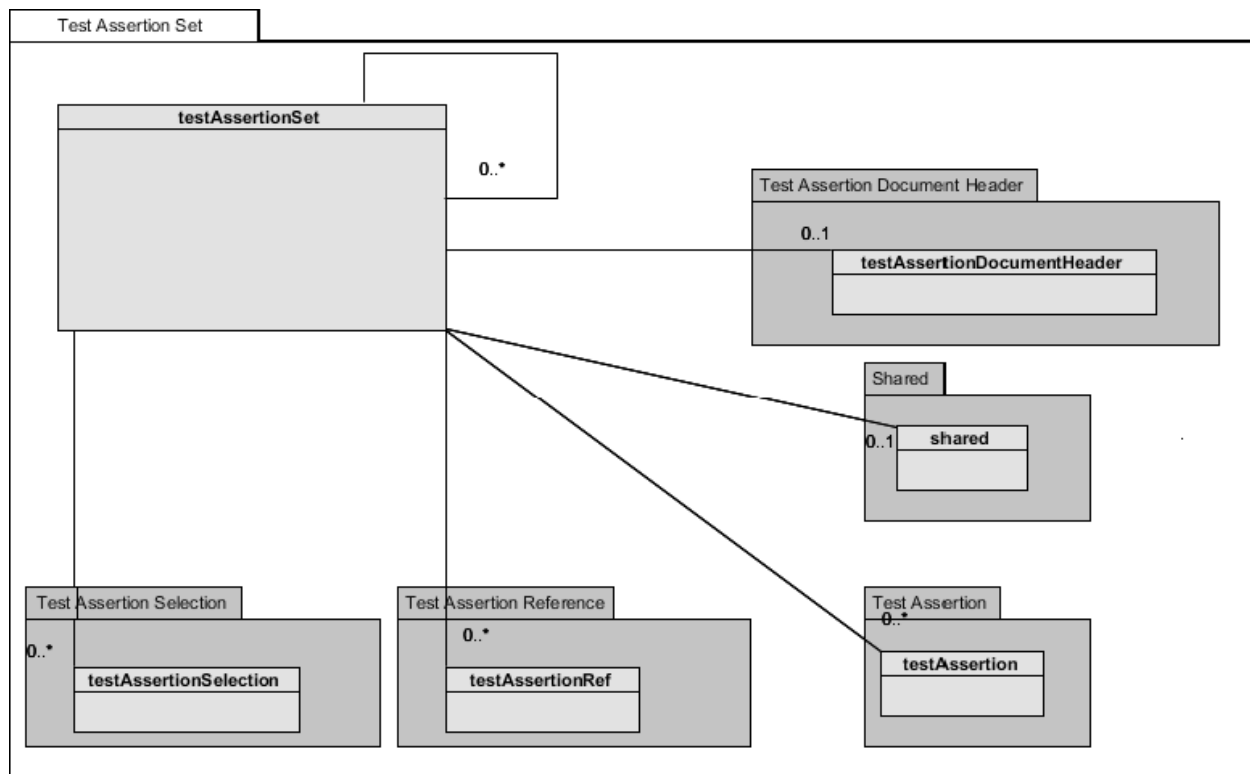 Test Assertion Set
testAssertionSet
0..*
Test Assertion Document Header
0..1
testAssertionDocumentHeader
Shared
0..1
shared
Test Assertion Selection
0..*
testAssertionSelection
Test Assertion Reference
0..*
testAssertionRef
Test Assertion
0..*
testAssertion